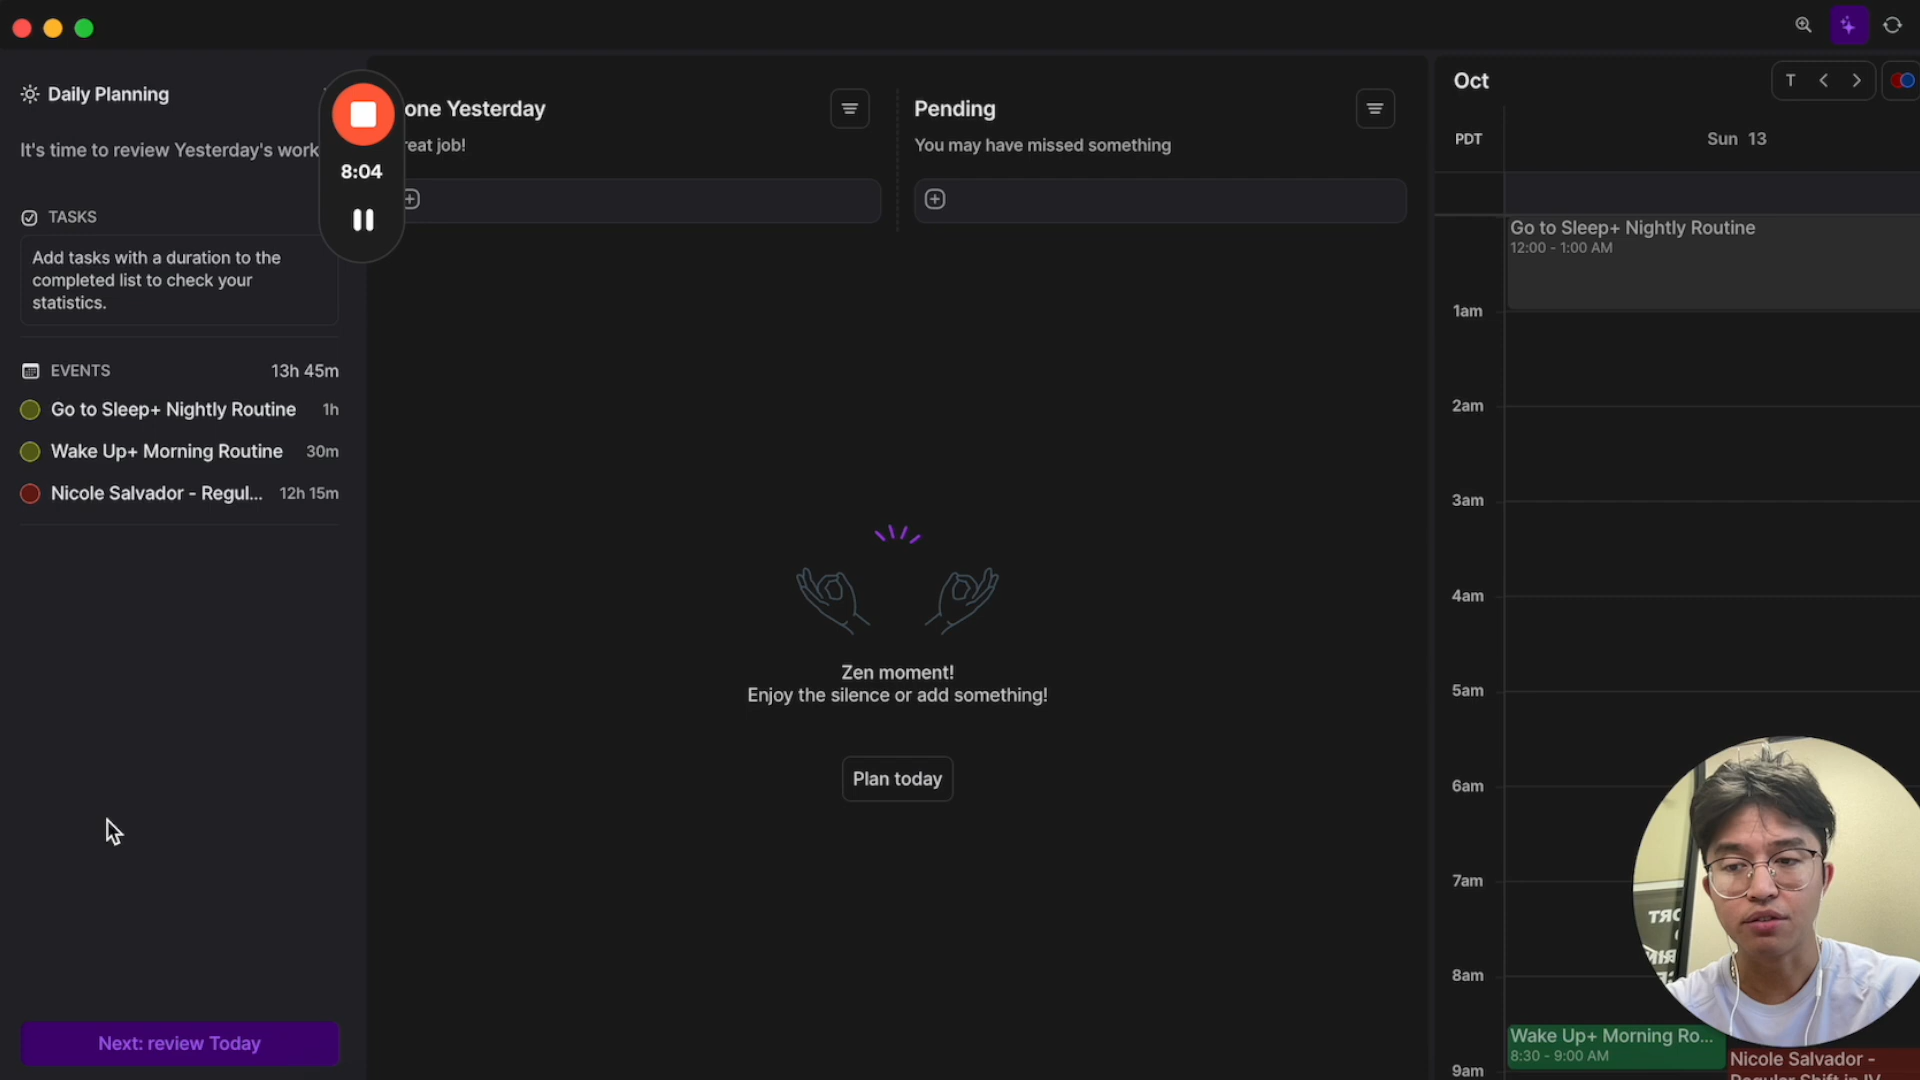 Daily Planning
It's time to review Yesterday's work
TASKS
Add tasks with a duration to the
completed list to check your
statistics.
EVENTS 13h 45m
Go to Sleep+ Nightly Routine 1h
Wake Up+ Morning Routine 30m
Nicole Salvador - Regul... 12h 15m
Next: review Today
8:04
one Yesterday
reat job!
Pending
You may have missed something
Zen moment!
Enjoy the silence or add something!
Plan today
Oct
T
PDT
Sun 13
Go to Sleep+ Nightly Routine
12:00 - 1:00 AM
1am
2am
3am
4am
5am
6am
7am
8am
9am
Wake Up+ Morning Ro...
8:30 - 9:00 AM
Nicole Salvador -
Regular Shift in IV